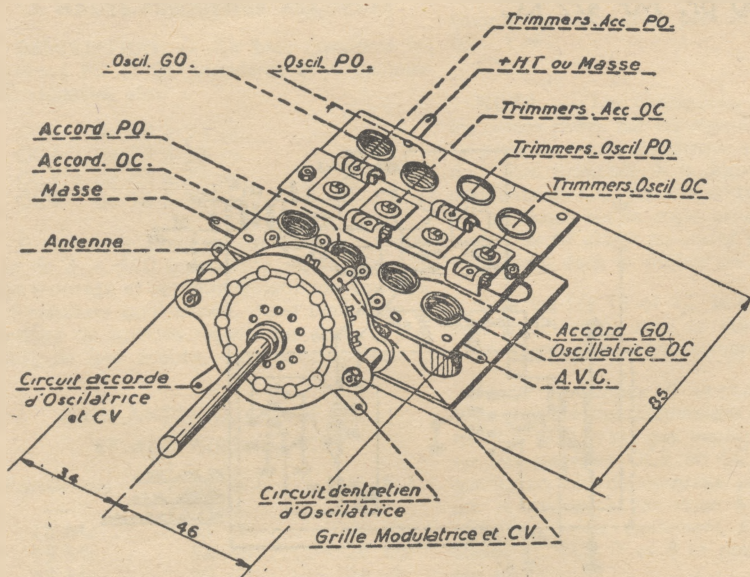 Trimmers. Acc PO.
Oscil. GO.
Oscil. PO.
+HT ou Masse
Trimmers. Acc OC
Accord. PO.
Trimmers. Oscil PO.
Accord. OC.
Trimmers. Oscil OC
Masse
Antenne
Accord GO.
Oscillatrice OC
A.V.C.
Circuit accorde
d'Oscilatrice
et CV
85
34
46
Circuit d'entretien
d'Oscilatrice
Grille Modulatrice et CV